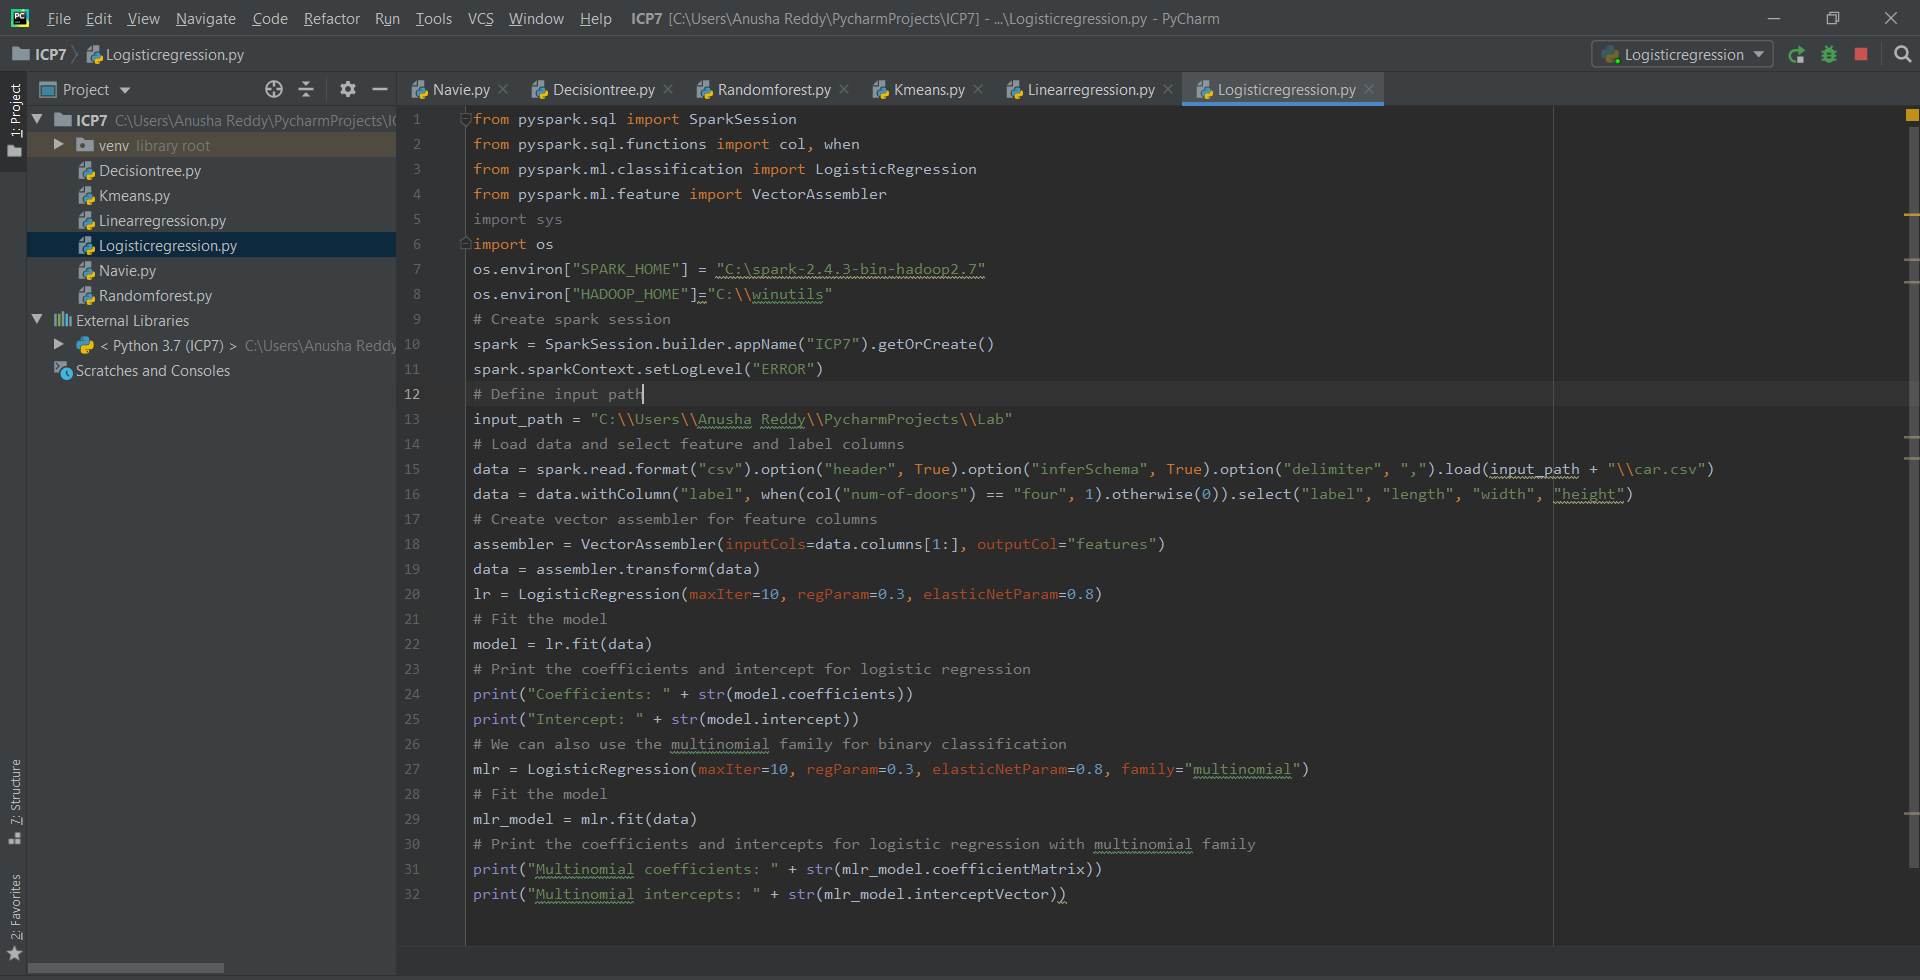 File Edit View Navigate Code Refactor Run Tools VCS Window Help ICP7 [C:\Users\Anusha Reddy\PycharmProjects\ICP7] - ...\Logisticregression.py - PyCharm
ICP7 Logisticregression.py Logisticregression
Project
Navie.py Decisiontree.py Randomforest.py Kmeans.py Linearregression.py Logisticregression.py
1: Project
7: Structure
2: Favorites
ICP7 C:\Users\Anusha Reddy\PycharmProjects\IC
venv library root
Decisiontree.py
Kmeans.py
Linearregression.py
Logisticregression.py
Navie.py
Randomforest.py
External Libraries
< Python 3.7 (ICP7) > C:\Users\Anusha Reddy
Scratches and Consoles
1 from pyspark.sql import SparkSession
2 from pyspark.sql.functions import col, when
3 from pyspark.ml.classification import LogisticRegression
4 from pyspark.ml.feature import VectorAssembler
5 import sys
6 import os
7 os.environ["SPARK_HOME"] = "C:\spark-2.4.3-bin-hadoop2.7"
8 os.environ["HADOOP_HOME"]="C:\\winutils"
9 # Create spark session
10 spark = SparkSession.builder.appName("ICP7").getOrCreate()
11 spark.sparkContext.setLogLevel("ERROR")
12 # Define input path
13 input_path = "C:\\Users\\Anusha Reddy\\PycharmProjects\\Lab"
14 # Load data and select feature and label columns
15 data = spark.read.format("csv").option("header", True).option("inferSchema", True).option("delimiter", ",").load(input_path + "\\car.csv")
16 data = data.withColumn("label", when(col("num-of-doors") == "four", 1).otherwise(0)).select("label", "length", "width", "height")
17 # Create vector assembler for feature columns
18 assembler = VectorAssembler(inputCols=data.columns[1:], outputCol="features")
19 data = assembler.transform(data)
20 lr = LogisticRegression(maxIter=10, regParam=0.3, elasticNetParam=0.8)
21 # Fit the model
22 model = lr.fit(data)
23 # Print the coefficients and intercept for logistic regression
24 print("Coefficients: " + str(model.coefficients))
25 print("Intercept: " + str(model.intercept))
26 # We can also use the multinomial family for binary classification
27 mlr = LogisticRegression(maxIter=10, regParam=0.3, elasticNetParam=0.8, family="multinomial")
28 # Fit the model
29 mlr_model = mlr.fit(data)
30 # Print the coefficients and intercepts for logistic regression with multinomial family
31 print("Multinomial coefficients: " + str(mlr_model.coefficientMatrix))
32 print("Multinomial intercepts: " + str(mlr_model.interceptVector))